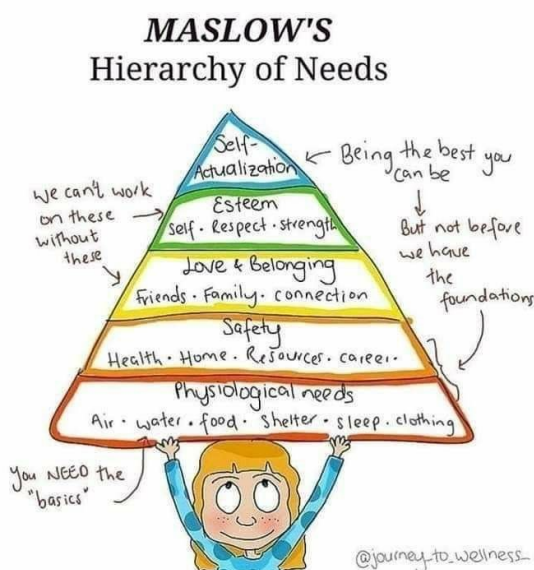 MASLOW'S
Hierarchy of Needs
Self-
Actualization
Being the best you
can be
But not before
we have
the
foundations
we can't work
on these
without
these
Esteem
Self • Respect • Strength
Love & Belonging
Friends • Family • connection
Safety
Health • Home • Resources • career •
Physiological needs
Air • water • food • Shelter • sleep • clothing
You NEED the
"basics"
@journey_to_wellness_